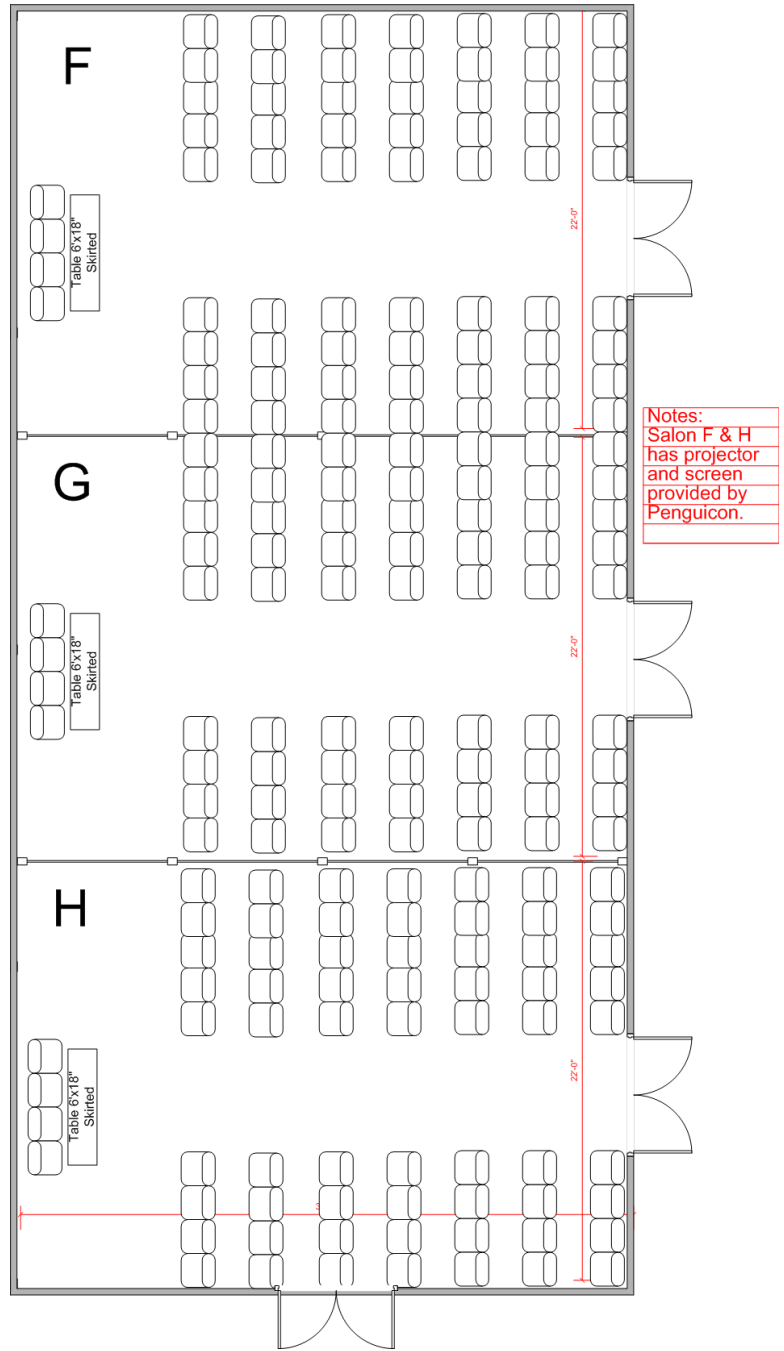 F
Table 6'x18"
Skirted
22'-0"
Notes:
Salon F & H
has projector
and screen
provided by
Penguicon.
G
Table 6'x18"
Skirted
22'-0"
H
Table 6'x18"
Skirted
22'-0"